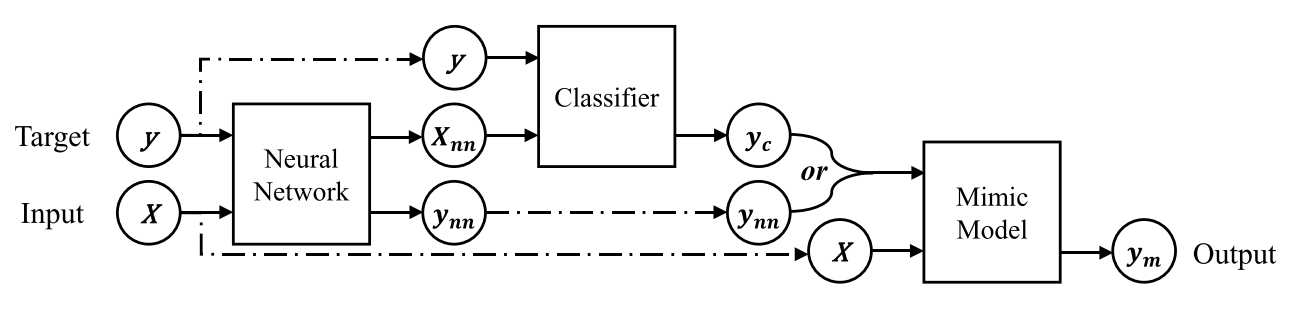 y
Classifier
Target
y
X_nn
y_c
Neural
Network
or
Mimic
Model
Input
X
y_nn
y_nn
X
y_m
Output